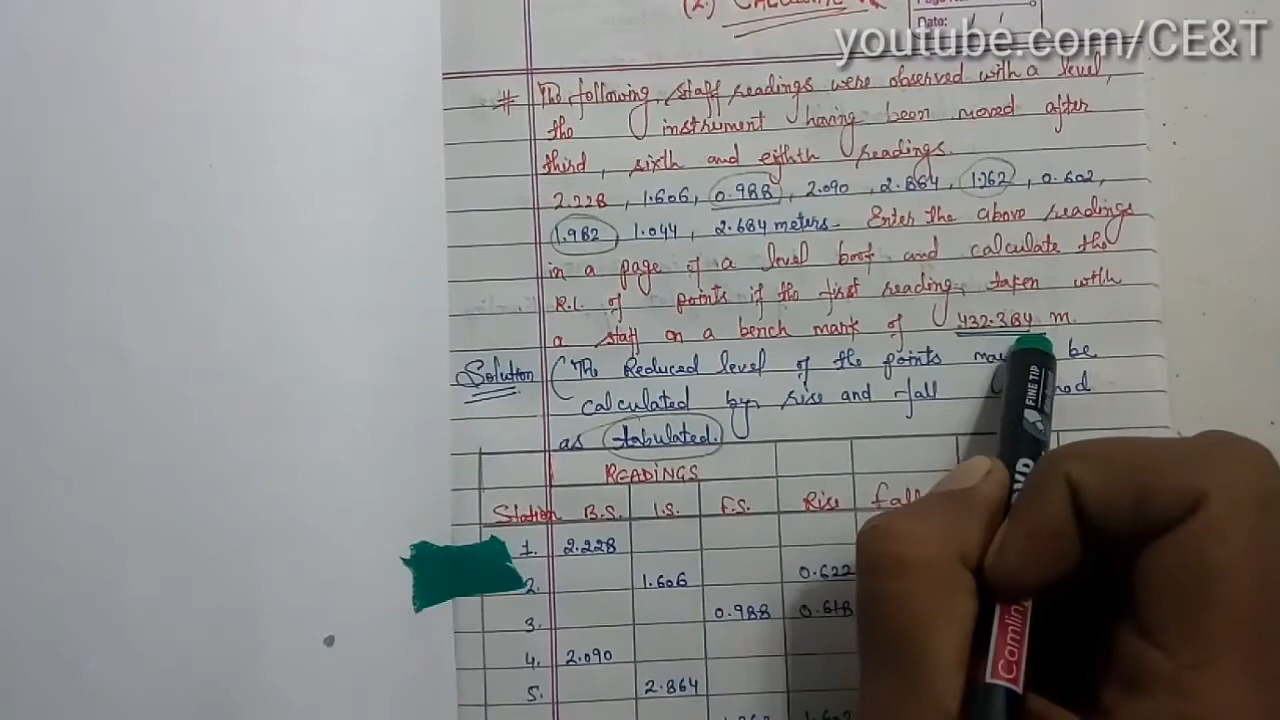 youtube.com/CE&T
Date: / /
# The following staff readings were observed with a level,
the instrument having been moved after
third, sixth and eighth readings.
2.228, 1.606, 0.988, 2.090, 2.864, 1.262, 0.602,
1.982, 1.044, 2.684 meters. Enter the above readings
in a page of a level boof and calculate the
R.L. of points if the first reading, taken with
a staff on a bench mark of 432.384 m.
Solution (The Reduced level of the points may be
calculated by rise and fall
as tabulated.
READINGS
Station B.S. I.S. F.S. Rise fall
1. 2.228
2. 1.606 0.622
3. 0.988 0.618
4. 2.090
5. 2.864